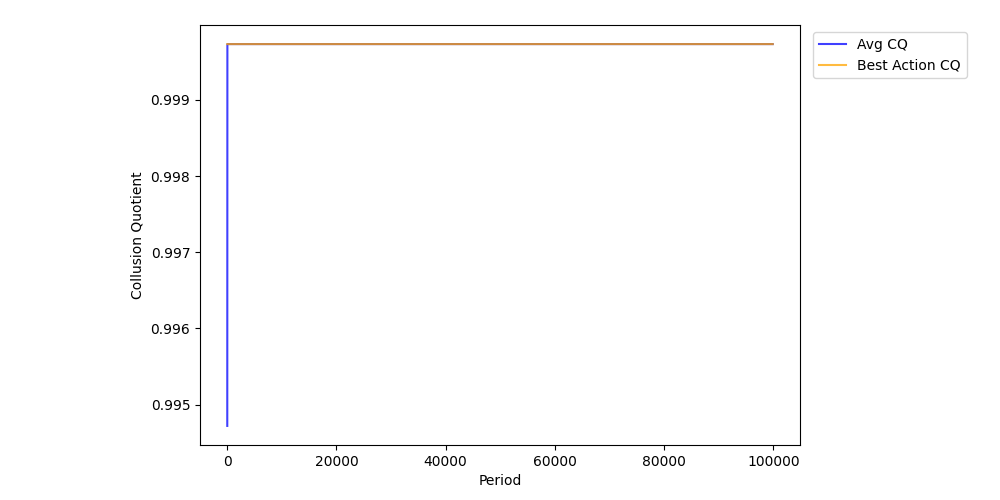 Avg CQ
Best Action CQ
0.999
0.998
0.997
0.996
0.995
Collusion Quotient
0 20000 40000 60000 80000 100000
Period